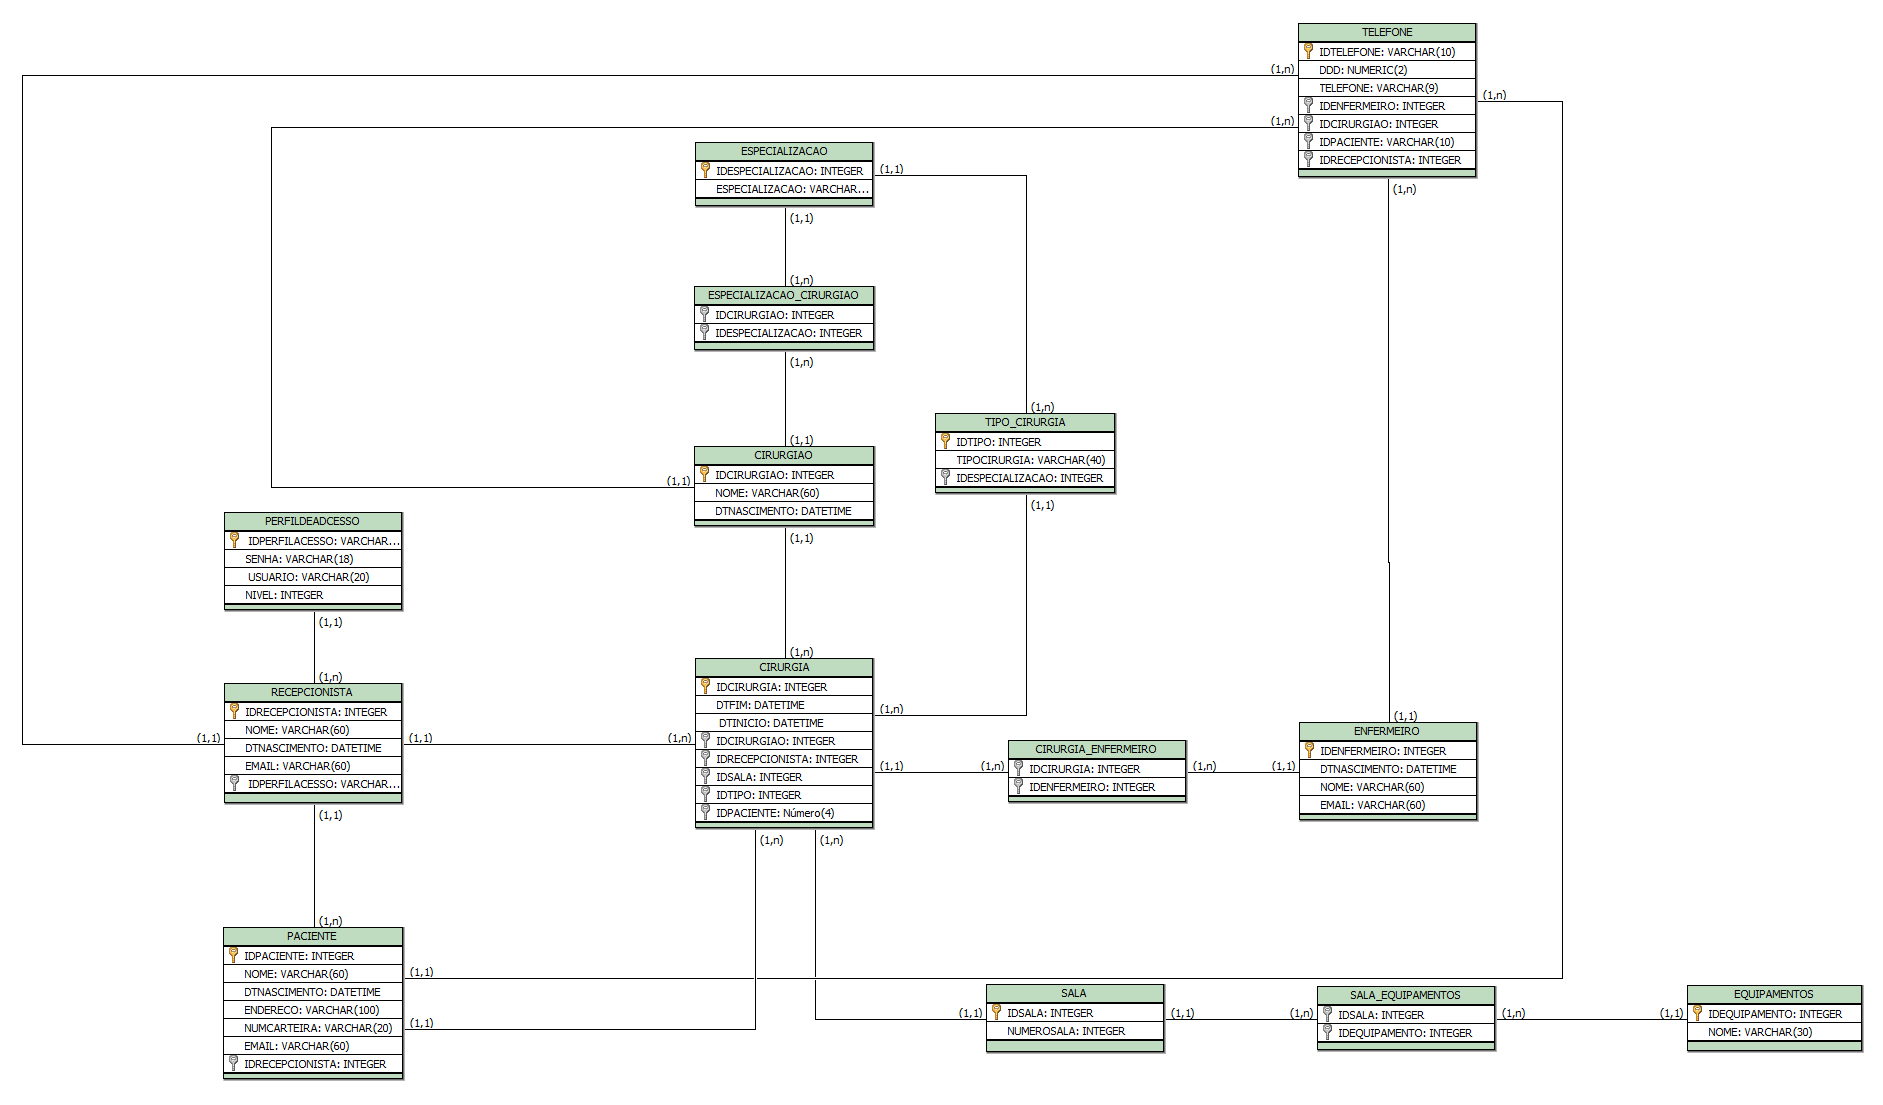 TELEFONE
IDTELEFONE: VARCHAR(10)
DDD: NUMERIC(2)
TELEFONE: VARCHAR(9)
IDENFERMEIRO: INTEGER
IDCIRURGIAO: INTEGER
IDPACIENTE: VARCHAR(10)
IDRECEPCIONISTA: INTEGER
(1,n)
(1,n)
(1,n)
(1,n)
ESPECIALIZACAO
IDESPECIALIZACAO: INTEGER
ESPECIALIZACAO: VARCHAR...
(1,1)
(1,1)
(1,n)
ESPECIALIZACAO_CIRURGIAO
IDCIRURGIAO: INTEGER
IDESPECIALIZACAO: INTEGER
(1,n)
(1,1)
(1,n)
TIPO_CIRURGIA
IDTIPO: INTEGER
TIPOCIRURGIA: VARCHAR(40)
IDESPECIALIZACAO: INTEGER
(1,1)
CIRURGIAO
IDCIRURGIAO: INTEGER
NOME: VARCHAR(60)
DTNASCIMENTO: DATETIME
(1,1)
(1,1)
PERFILDEADCESSO
IDPERFILACESSO: VARCHAR...
SENHA: VARCHAR(18)
USUARIO: VARCHAR(20)
NIVEL: INTEGER
(1,1)
(1,n)
RECEPCIONISTA
IDRECEPCIONISTA: INTEGER
NOME: VARCHAR(60)
DTNASCIMENTO: DATETIME
EMAIL: VARCHAR(60)
IDPERFILACESSO: VARCHAR...
(1,1)
(1,1)
(1,1)
(1,n)
(1,n)
CIRURGIA
IDCIRURGIA: INTEGER
DTFIM: DATETIME
DTINICIO: DATETIME
IDCIRURGIAO: INTEGER
IDRECEPCIONISTA: INTEGER
IDSALA: INTEGER
IDTIPO: INTEGER
IDPACIENTE: Número(4)
(1,n)
(1,n)
(1,1)
(1,n)
(1,n)
CIRURGIA_ENFERMEIRO
IDCIRURGIA: INTEGER
IDENFERMEIRO: INTEGER
(1,n)
(1,n)
(1,1)
(1,1)
ENFERMEIRO
IDENFERMEIRO: INTEGER
DTNASCIMENTO: DATETIME
NOME: VARCHAR(60)
EMAIL: VARCHAR(60)
PACIENTE
IDPACIENTE: INTEGER
NOME: VARCHAR(60)
DTNASCIMENTO: DATETIME
ENDERECO: VARCHAR(100)
NUMCARTEIRA: VARCHAR(20)
EMAIL: VARCHAR(60)
IDRECEPCIONISTA: INTEGER
(1,1)
(1,1)
SALA
IDSALA: INTEGER
NUMEROSALA: INTEGER
(1,1)
(1,1)
SALA_EQUIPAMENTOS
IDSALA: INTEGER
IDEQUIPAMENTO: INTEGER
(1,n)
(1,n)
EQUIPAMENTOS
IDEQUIPAMENTO: INTEGER
NOME: VARCHAR(30)
(1,1)